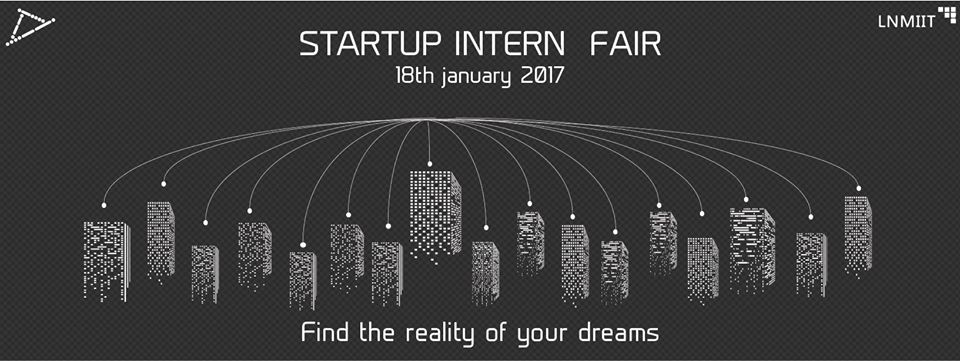 LNMIIT
STARTUP INTERN FAIR
18th january 2017
Find the reality of your dreams